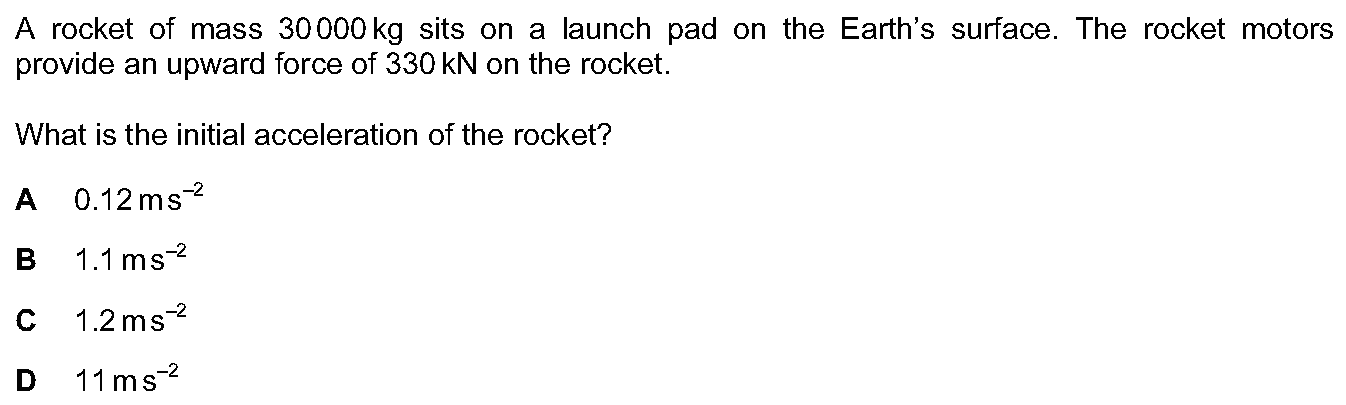 A rocket of mass 30 000 kg sits on a launch pad on the Earth's surface. The rocket motors
provide an upward force of 330 kN on the rocket.
What is the initial acceleration of the rocket?
A 0.12 m s⁻²
B 1.1 m s⁻²
C 1.2 m s⁻²
D 11 m s⁻²